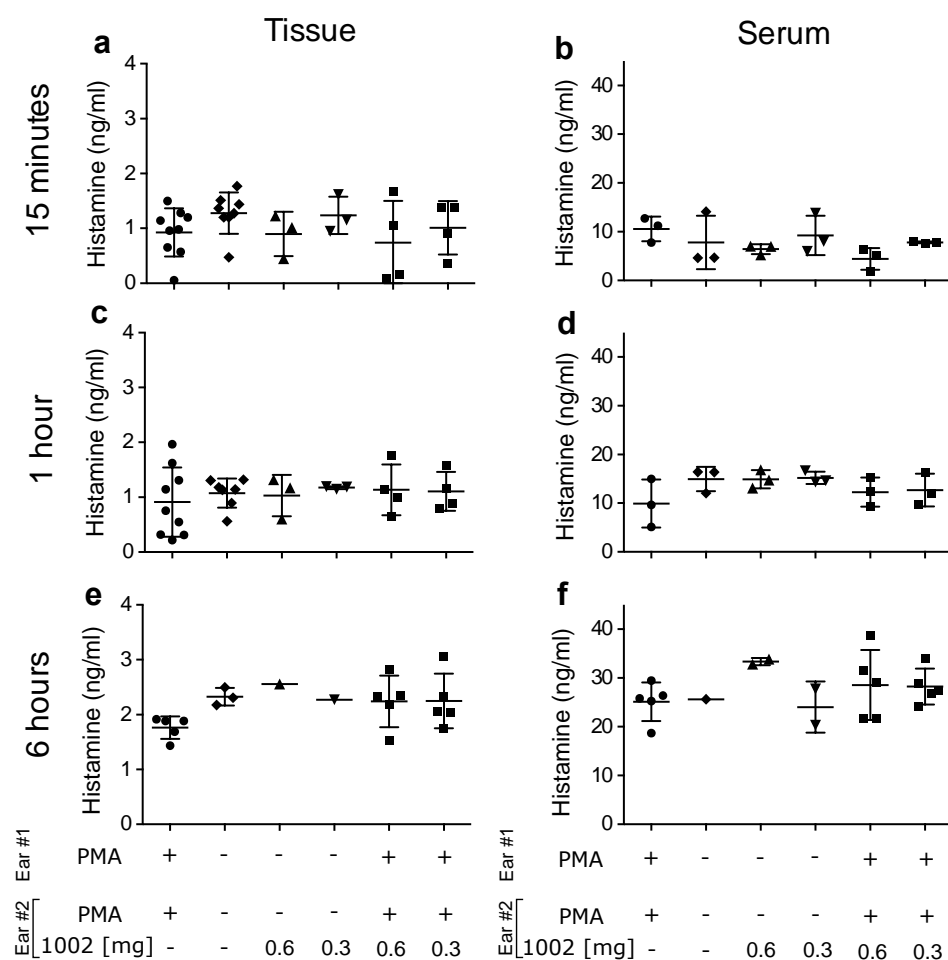 Tissue
Serum
15 minutes
a
Histamine (ng/ml)
4
3
2
1
0
b
Histamine (ng/ml)
40
30
20
10
0
1 hour
c
Histamine (ng/ml)
4
3
2
1
0
d
Histamine (ng/ml)
40
30
20
10
0
6 hours
e
Histamine (ng/ml)
4
3
2
1
0
f
Histamine (ng/ml)
40
30
20
10
0
Ear #1 PMA + - - - + +
Ear #2 PMA + - - - + +
1002 [mg] - - 0.6 0.3 0.6 0.3
Ear #1 PMA + - - - + +
Ear #2 PMA + - - - + +
1002 [mg] - - 0.6 0.3 0.6 0.3